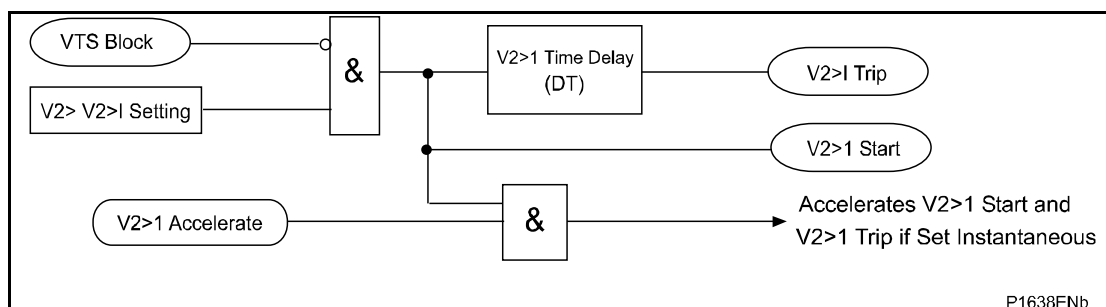 VTS Block
V2> V2>I Setting
&
V2>1 Time Delay
(DT)
V2>I Trip
V2>1 Start
V2>1 Accelerate
&
Accelerates V2>1 Start and
V2>1 Trip if Set Instantaneous
P1638ENb